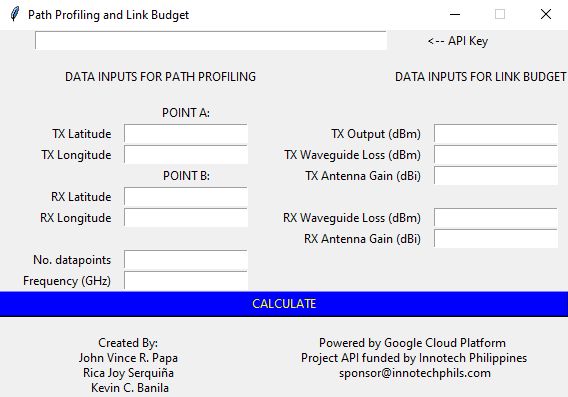 Path Profiling and Link Budget
<-- API Key
DATA INPUTS FOR PATH PROFILING
DATA INPUTS FOR LINK BUDGET
POINT A:
TX Latitude
TX Longitude
POINT B:
RX Latitude
RX Longitude
No. datapoints
Frequency (GHz)
TX Output (dBm)
TX Waveguide Loss (dBm)
TX Antenna Gain (dBi)
RX Waveguide Loss (dBm)
RX Antenna Gain (dBi)
CALCULATE
Created By:
John Vince R. Papa
Rica Joy Serquiña
Kevin C. Banila
Powered by Google Cloud Platform
Project API funded by Innotech Philippines
sponsor@innotechphils.com